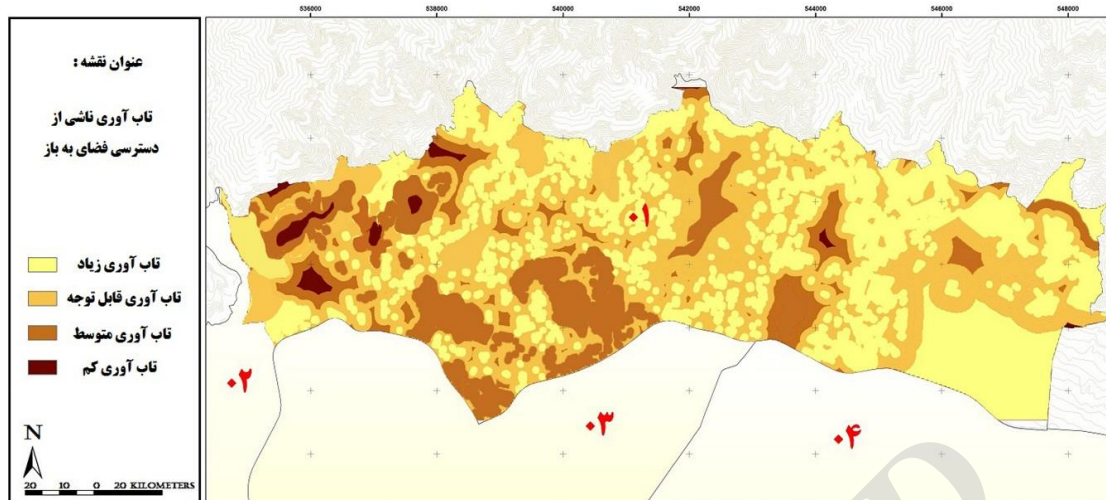 عنوان نقشه :
تاب آوری ناشی از
دسترسی فضای به باز
تاب آوری زیاد
تاب آوری قابل توجه
تاب آوری متوسط
تاب آوری کم
N
20 10 0 20 KILOMETERS
536000 538000 540000 542000 544000 546000 548000
۰۱
۰۲
۰۳
۰۴